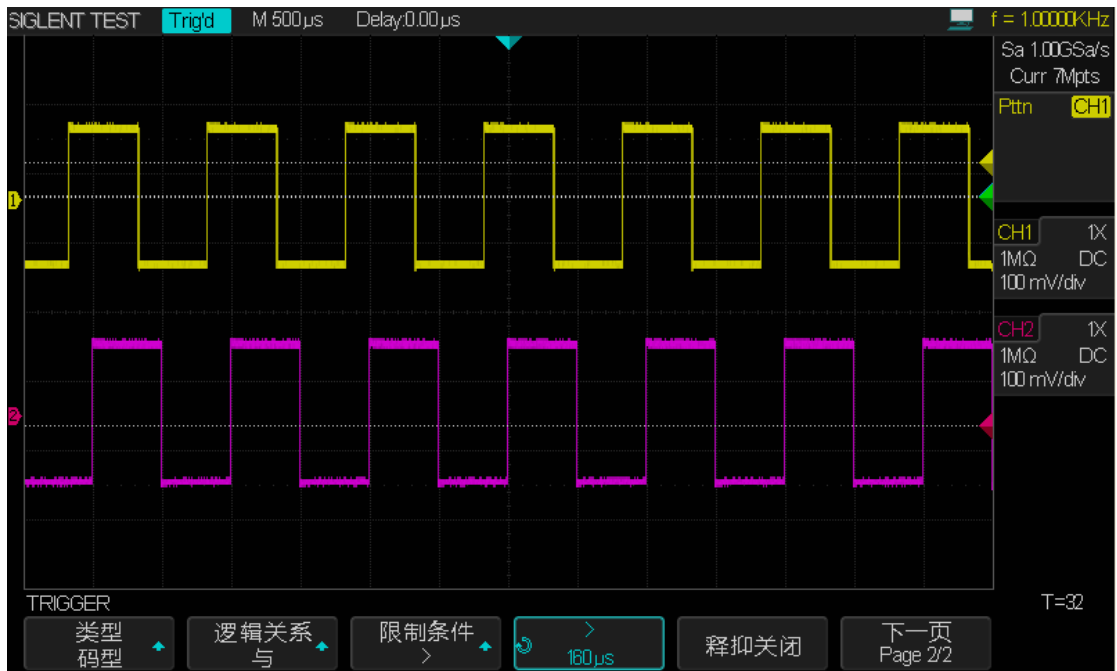 SIGLENT TEST Trig'd M 500µs Delay:0.00µs f = 1.00000KHz
Sa 1.00GSa/s
Curr 7Mpts
Pttn CH1
1
CH1 1X
1MΩ DC
100 mV/div
CH2 1X
1MΩ DC
100 mV/div
2
TRIGGER T=32
类型 逻辑关系 限制条件 > 释抑关闭 下一页
码型 与 > 160µs Page 2/2